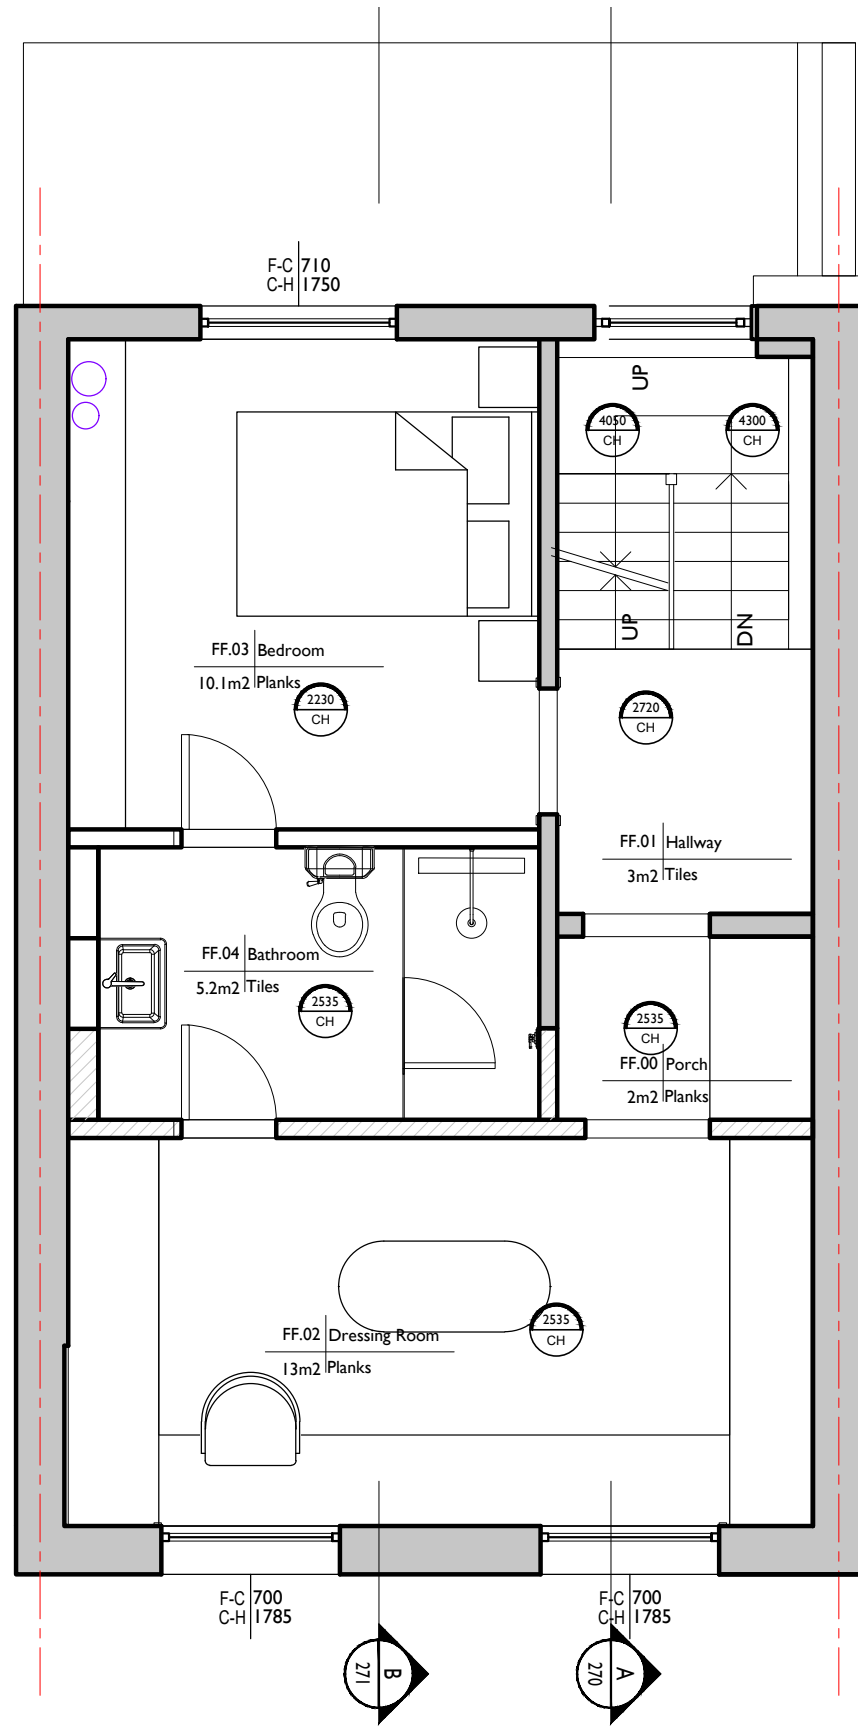 F-C 710
C-H 1750
UP
4050
CH
4300
CH
UP
DN
FF.03 Bedroom
10.1m2 Planks
2230
CH
2720
CH
FF.01 Hallway
3m2 Tiles
FF.04 Bathroom
5.2m2 Tiles
2535
CH
2535
CH
FF.00 Porch
2m2 Planks
2535
CH
FF.02 Dressing Room
13m2 Planks
F-C 700
C-H 1785
F-C 700
C-H 1785
B
271
A
270